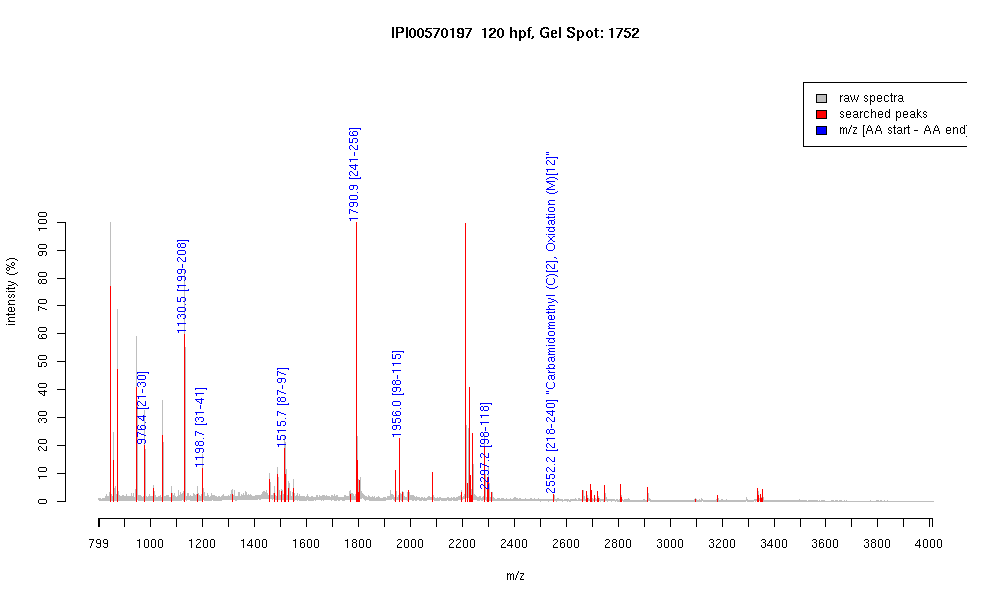 IPI00570197 120 hpf, Gel Spot: 1752
raw spectra
searched peaks
m/z [AA start - AA end]
intensity (%)
100
90
80
70
60
50
40
30
20
10
0
976.4 [21-30]
1130.5 [199-208]
1198.7 [31-41]
1515.7 [87-97]
1790.9 [241-256]
1956.0 [98-115]
2297.2 [98-118]
2552.2 [218-240] "Carbamidomethyl (C)[2], Oxidation (M)[12]"
799 1000 1200 1400 1600 1800 2000 2200 2400 2600 2800 3000 3200 3400 3600 3800 4000
m/z